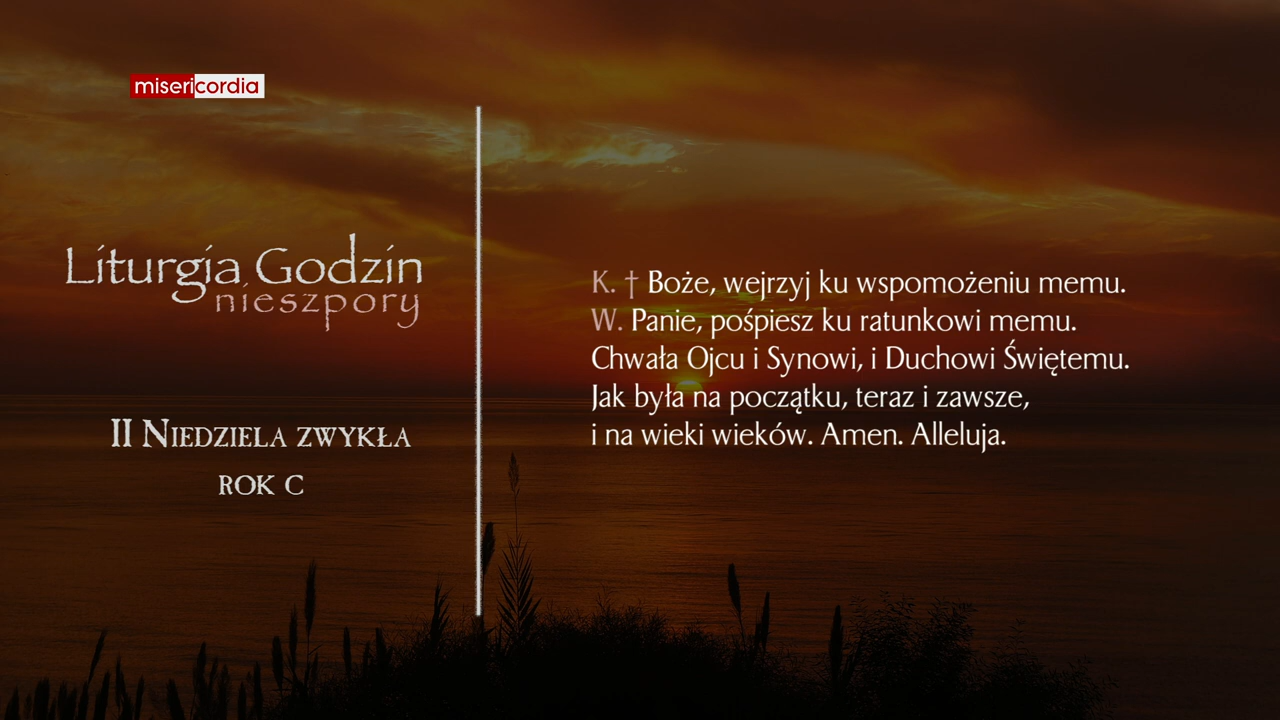 misericordia
Liturgia Godzin
nieszpory
II Niedziela zwykła
rok C
K. † Boże, wejrzyj ku wspomożeniu memu.
W. Panie, pośpiesz ku ratunkowi memu.
Chwała Ojcu i Synowi, i Duchowi Świętemu.
Jak była na początku, teraz i zawsze,
i na wieki wieków. Amen. Alleluja.